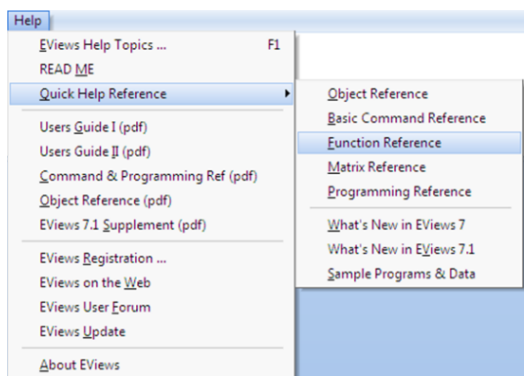 Help
EViews Help Topics ... F1
READ ME
Quick Help Reference
Users Guide I (pdf)
Users Guide II (pdf)
Command & Programming Ref (pdf)
Object Reference (pdf)
EViews 7.1 Supplement (pdf)
EViews Registration ...
EViews on the Web
EViews User Forum
EViews Update
About EViews
Object Reference
Basic Command Reference
Function Reference
Matrix Reference
Programming Reference
What's New in EViews 7
What's New in EViews 7.1
Sample Programs & Data